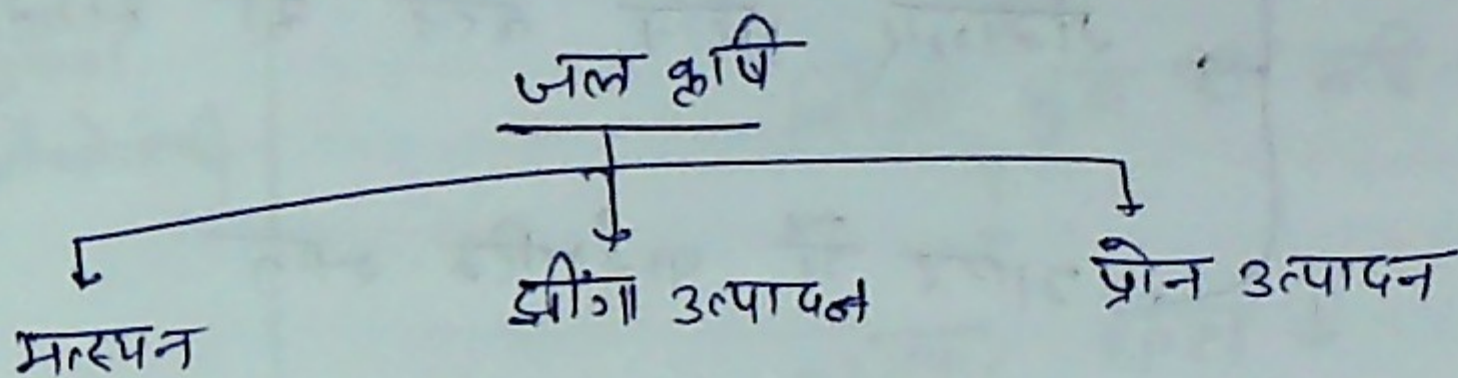 जल कृषि
मत्स्यन
झींगा उत्पादन
प्रोन उत्पादन